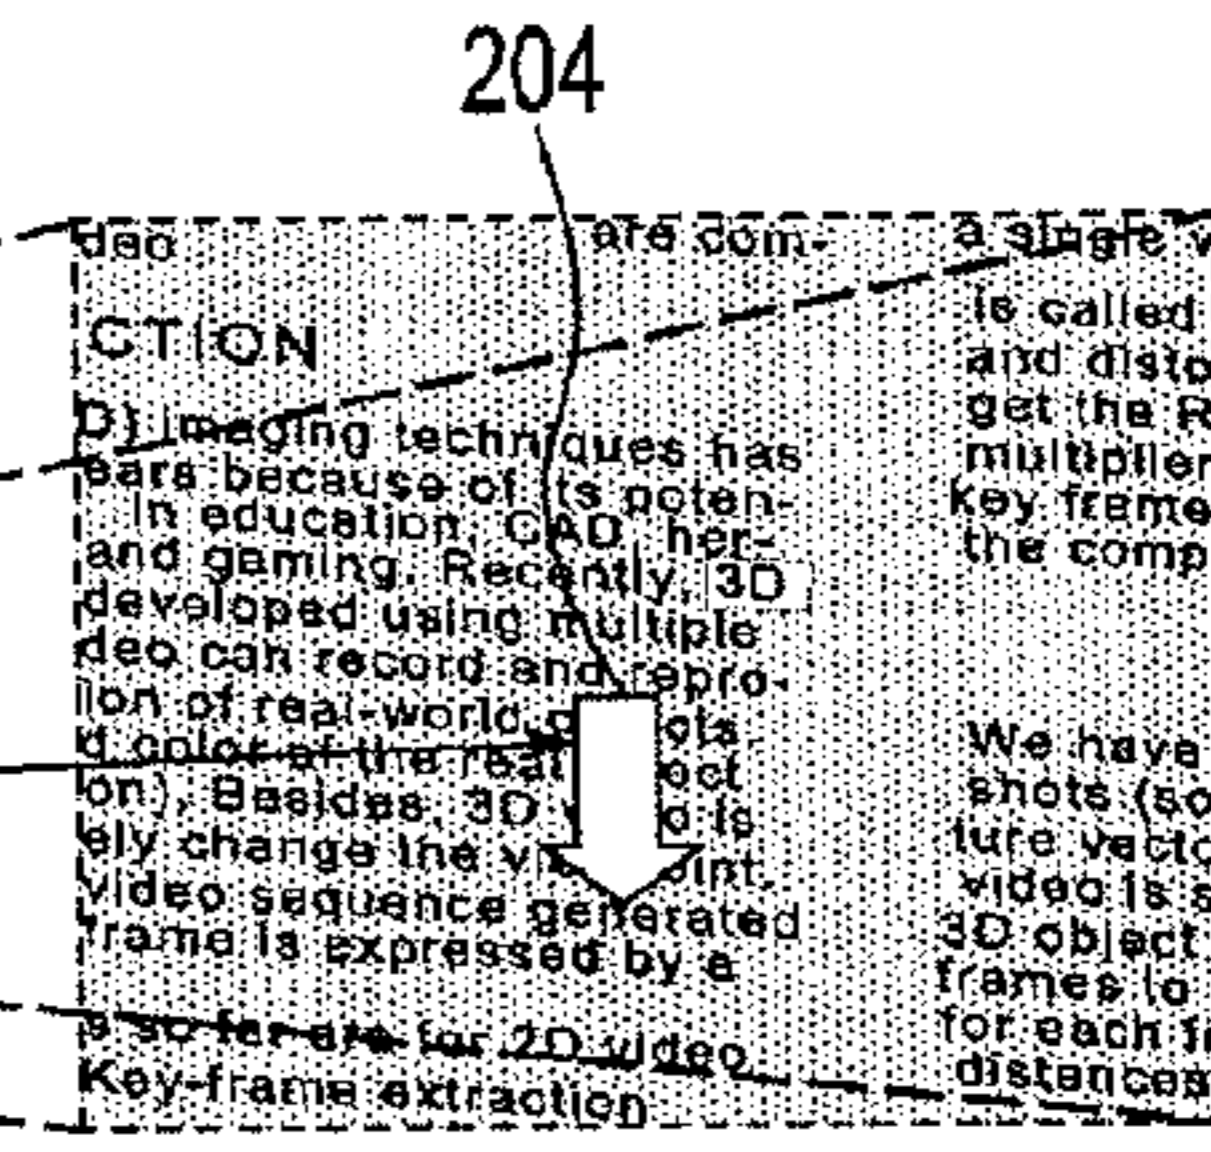 204
deo are com-
CTION
D) imaging techniques has
ears because of its poten-
In education, CAD, her-
and gaming. Recently, 3D
developed using multiple
deo can record and repro-
ion of real-world
d color of the real ect
on). Besides, 3D is
ely change the int.
video sequence generated
frame is expressed by a
s so far are for 2D video
Key-frame extraction
a single v
is called
and disto
get the R
multiplier
key frame
the comp
We have
shots (so
ture vecto
video is s
3D object
frames to
for each f
distances